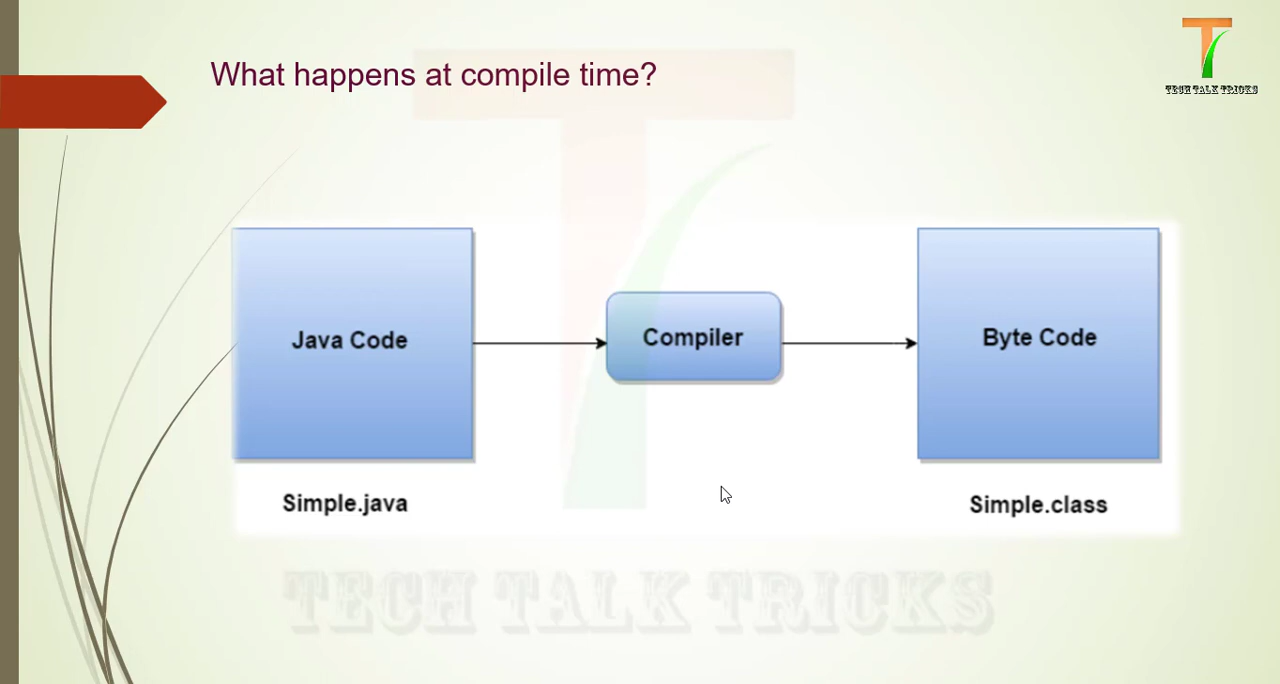 What happens at compile time?
TECH TALK TRICKS
Java Code
Compiler
Byte Code
Simple.java
Simple.class
TECH TALK TRICKS